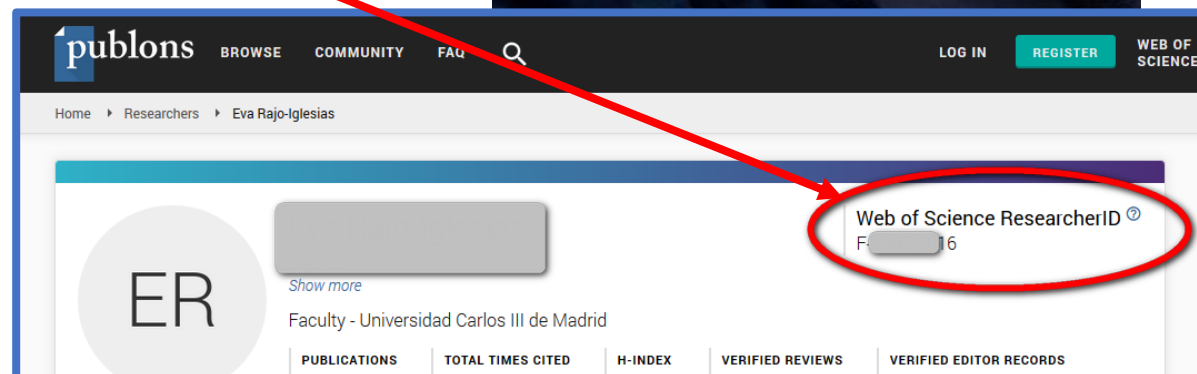 publons BROWSE COMMUNITY FAQ LOG IN REGISTER WEB OF SCIENCE
Home Researchers Eva Rajo-Iglesias
Web of Science ResearcherID ?
F- 16
ER
Show more
Faculty - Universidad Carlos III de Madrid
PUBLICATIONS TOTAL TIMES CITED H-INDEX VERIFIED REVIEWS VERIFIED EDITOR RECORDS